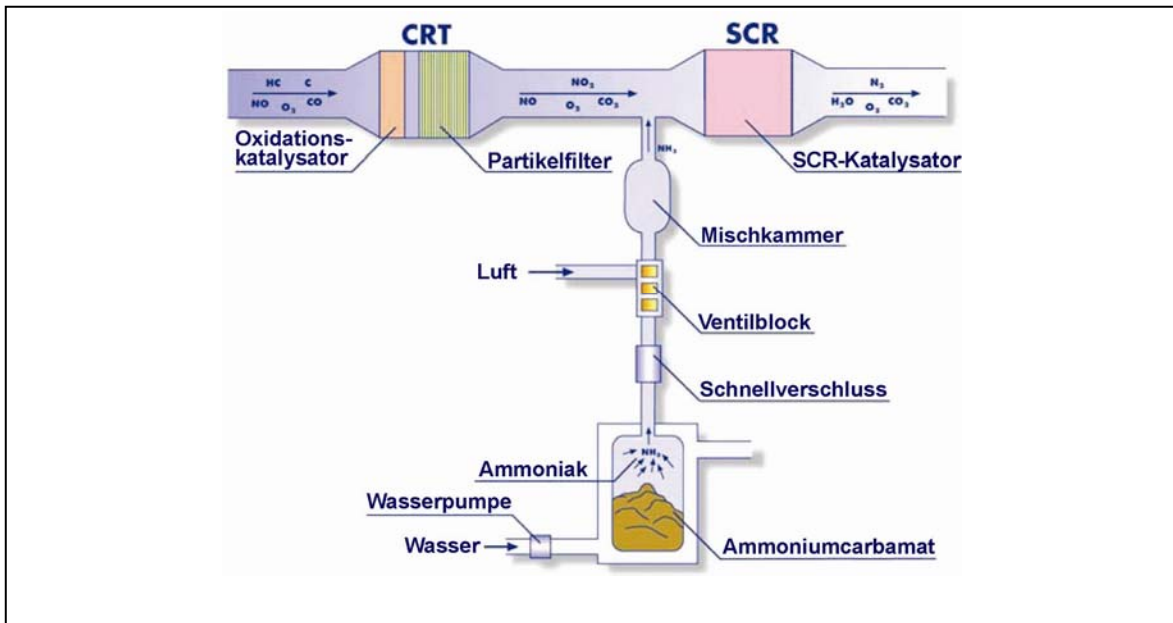 CRT
SCR
HC C
NO O₂ CO
NO₂
NO O₂ CO₂
N₂
H₂O O₂ CO₂
Oxidations-
katalysator
Partikelfilter
NH₃
SCR-Katalysator
Mischkammer
Luft
Ventilblock
Schnellverschluss
NH₃
Ammoniak
Wasserpumpe
Wasser
Ammoniumcarbamat